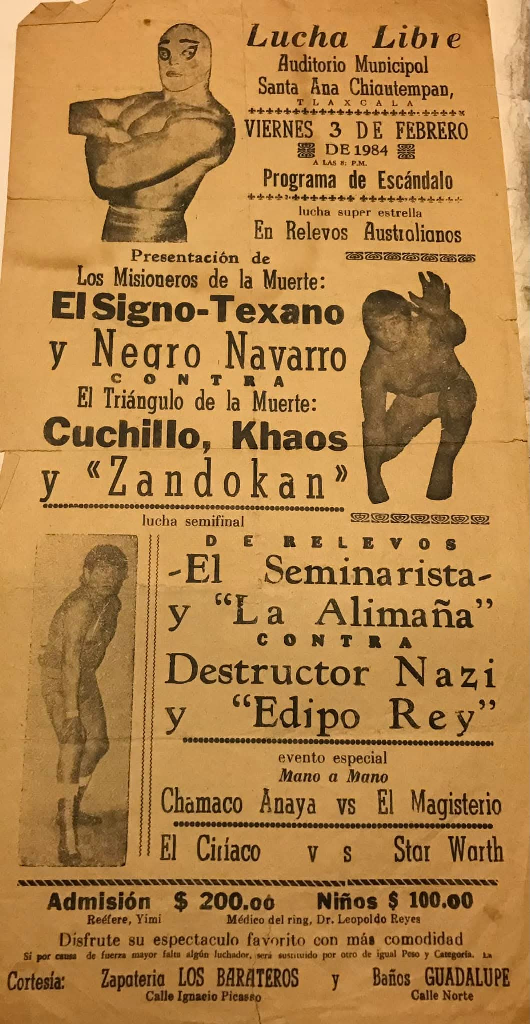 Lucha Libre
Auditorio Municipal
Santa Ana Chiautempan,
TLAXCALA
VIERNES 3 DE FEBRERO
DE 1984
A LAS 8: P.M.
Programa de Escándalo
lucha super estrella
En Relevos Australianos
Presentación de
Los Misioneros de la Muerte:
El Signo-Texano
y Negro Navarro
CONTRA
El Triángulo de la Muerte:
Cuchillo, Khaos
y «Zandokan»
lucha semifinal
DE RELEVOS
-El Seminarista-
y "La Alimaña"
CONTRA
Destructor Nazi
y "Edipo Rey"
evento especial
Mano a Mano
Chamaco Anaya vs El Magisterio
El Ciriaco vs Star Warth
Admisión $ 200.00 Niños $ 100.00
Reéfere, Yimi Médico del ring, Dr. Leopoldo Reyes
Disfrute su espectaculo favorito con más comodidad
Si por causa de fuerza mayor falta algún luchador, será sustituido por otro de igual Peso y Categoría. La
Cortesía: Zapateria LOS BARATEROS y Baños GUADALUPE
Calle Ignacio Picasso Calle Norte